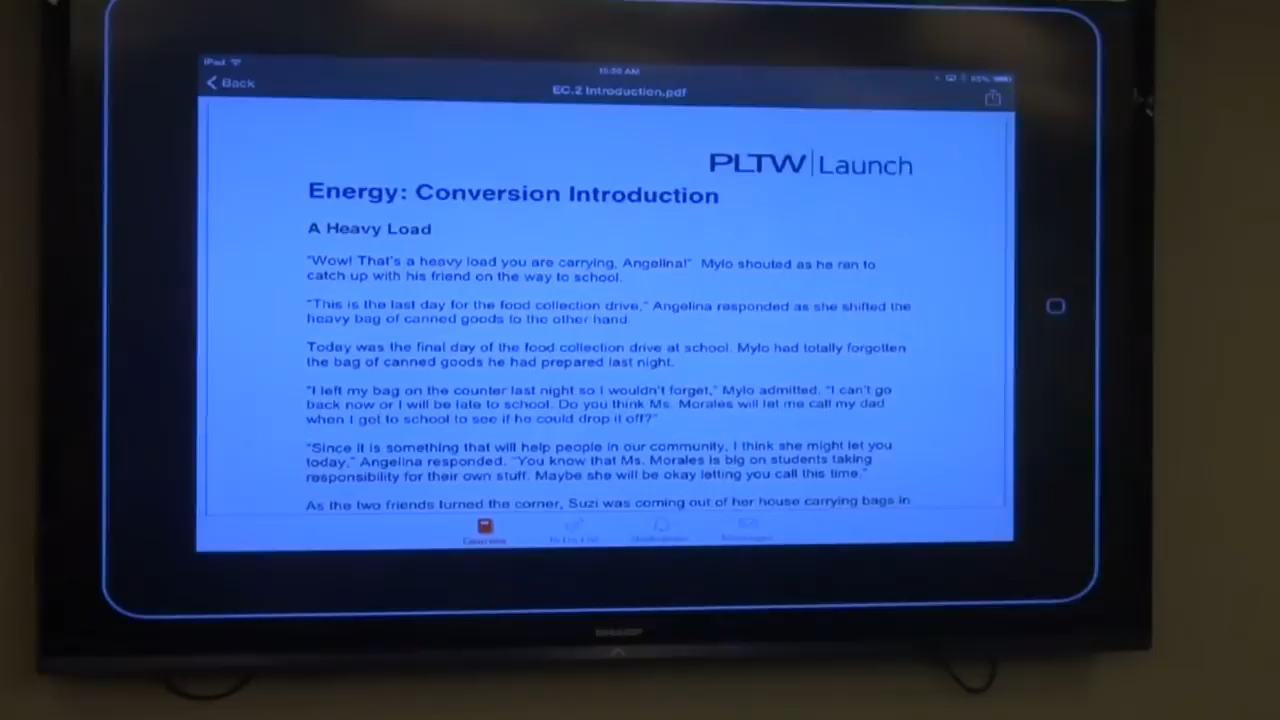 iPad
10:50 AM
95%
Back
EC.2 Introduction.pdf
PLTW Launch
Energy: Conversion Introduction
A Heavy Load
"Wow! That's a heavy load you are carrying, Angelina!" Mylo shouted as he ran to
catch up with his friend on the way to school.
"This is the last day for the food collection drive," Angelina responded as she shifted the
heavy bag of canned goods to the other hand.
Today was the final day of the food collection drive at school. Mylo had totally forgotten
the bag of canned goods he had prepared last night.
"I left my bag on the counter last night so I wouldn't forget," Mylo admitted. "I can't go
back now or I will be late to school. Do you think Ms. Morales will let me call my dad
when I get to school to see if he could drop it off?"
"Since it is something that will help people in our community, I think she might let you
today," Angelina responded. "You know that Ms. Morales is big on students taking
responsibility for their own stuff. Maybe she will be okay letting you call this time."
As the two friends turned the corner, Suzi was coming out of her house carrying bags in
SHARP